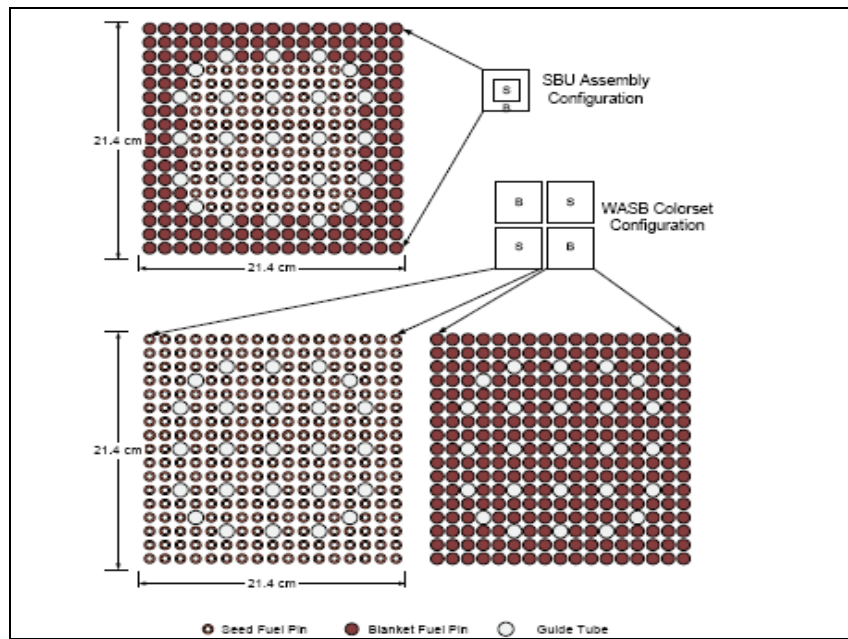 SBU Assembly
Configuration
S
B
21.4 cm
21.4 cm
B
S
WASB Colorset
Configuration
S
B
21.4 cm
21.4 cm
Seed Fuel Pin
Blanket Fuel Pin
Guide Tube